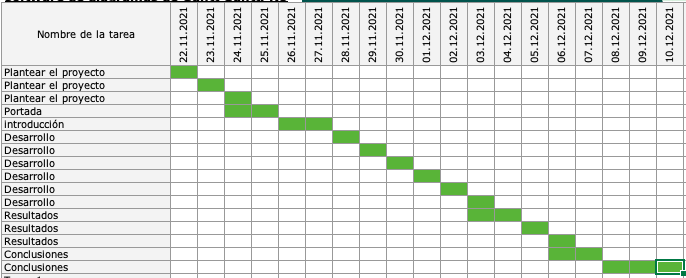 Nombre de la tarea
22.11.2021
23.11.2021
24.11.2021
25.11.2021
26.11.2021
27.11.2021
28.11.2021
29.11.2021
30.11.2021
01.12.2021
02.12.2021
03.12.2021
04.12.2021
05.12.2021
06.12.2021
07.12.2021
08.12.2021
09.12.2021
10.12.2021
Plantear el proyecto
Plantear el proyecto
Plantear el proyecto
Portada
introducción
Desarrollo
Desarrollo
Desarrollo
Desarrollo
Desarrollo
Desarrollo
Resultados
Resultados
Resultados
Conclusiones
Conclusiones